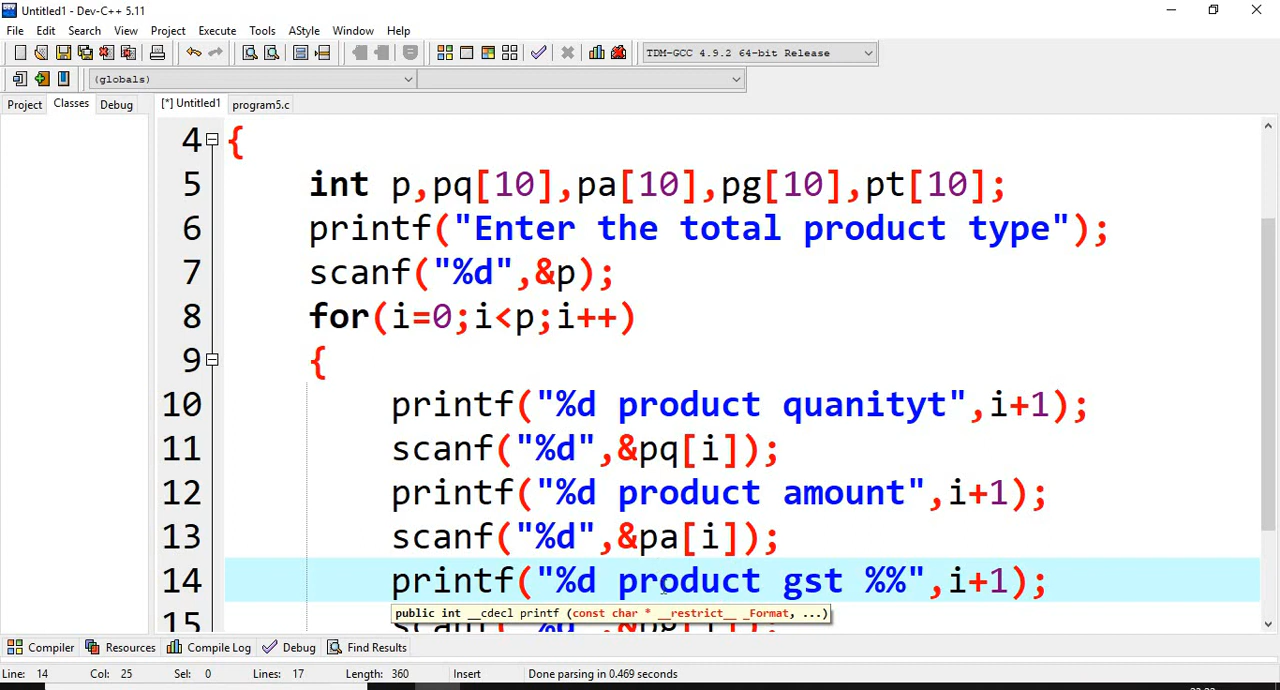 Untitled1 - Dev-C++ 5.11
File Edit Search View Project Execute Tools AStyle Window Help
TDM-GCC 4.9.2 64-bit Release
(globals)
Project Classes Debug [*] Untitled1 program5.c
4 {
5 int p,pq[10],pa[10],pg[10],pt[10];
6 printf("Enter the total product type");
7 scanf("%d",&p);
8 for(i=0;i<p;i++)
9 {
10 printf("%d product quanityt",i+1);
11 scanf("%d",&pq[i]);
12 printf("%d product amount",i+1);
13 scanf("%d",&pa[i]);
14 printf("%d product gst %%",i+1);
public int __cdecl printf (const char * __restrict__ _Format, ...)
15 scanf("%d",&pg[i]);
Compiler Resources Compile Log Debug Find Results
Line: 14 Col: 25 Sel: 0 Lines: 17 Length: 360 Insert Done parsing in 0.469 seconds